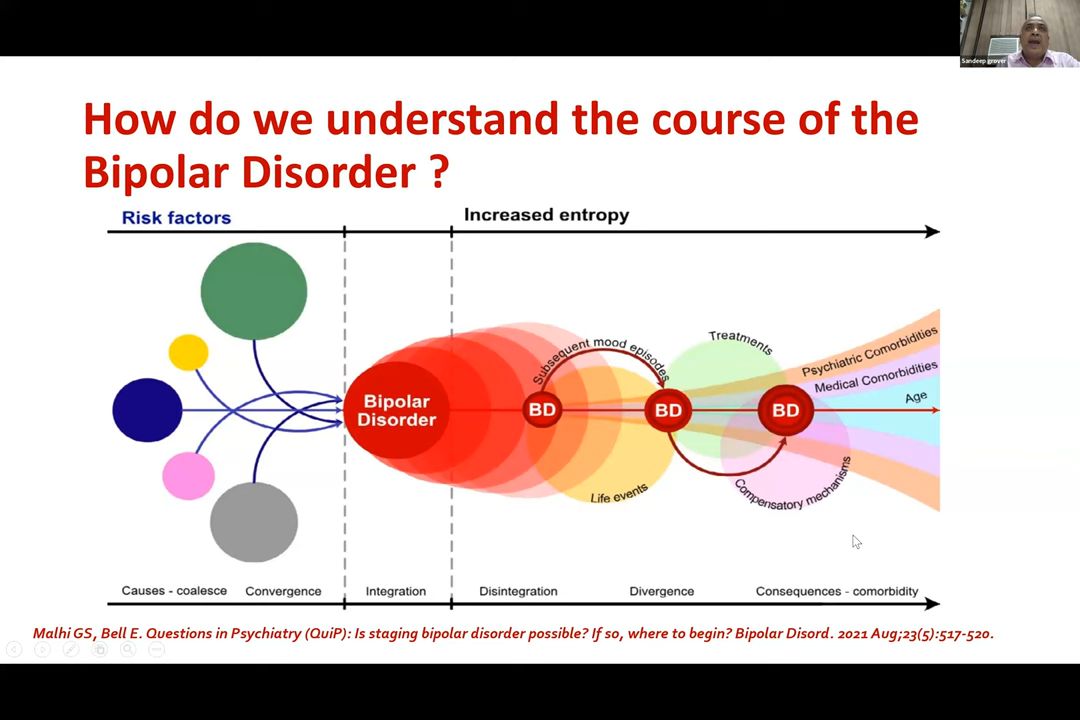 Sandeep grover
How do we understand the course of the
Bipolar Disorder ?
Risk factors
Increased entropy
Bipolar
Disorder
BD
Subsequent mood episodes
BD
Life events
Treatments
BD
Compensatory mechanisms
Psychiatric Comorbidities
Medical Comorbidities
Age
Causes - coalesce
Convergence
Integration
Disintegration
Divergence
Consequences - comorbidity
Malhi GS, Bell E. Questions in Psychiatry (QuiP): Is staging bipolar disorder possible? If so, where to begin? Bipolar Disord. 2021 Aug;23(5):517-520.